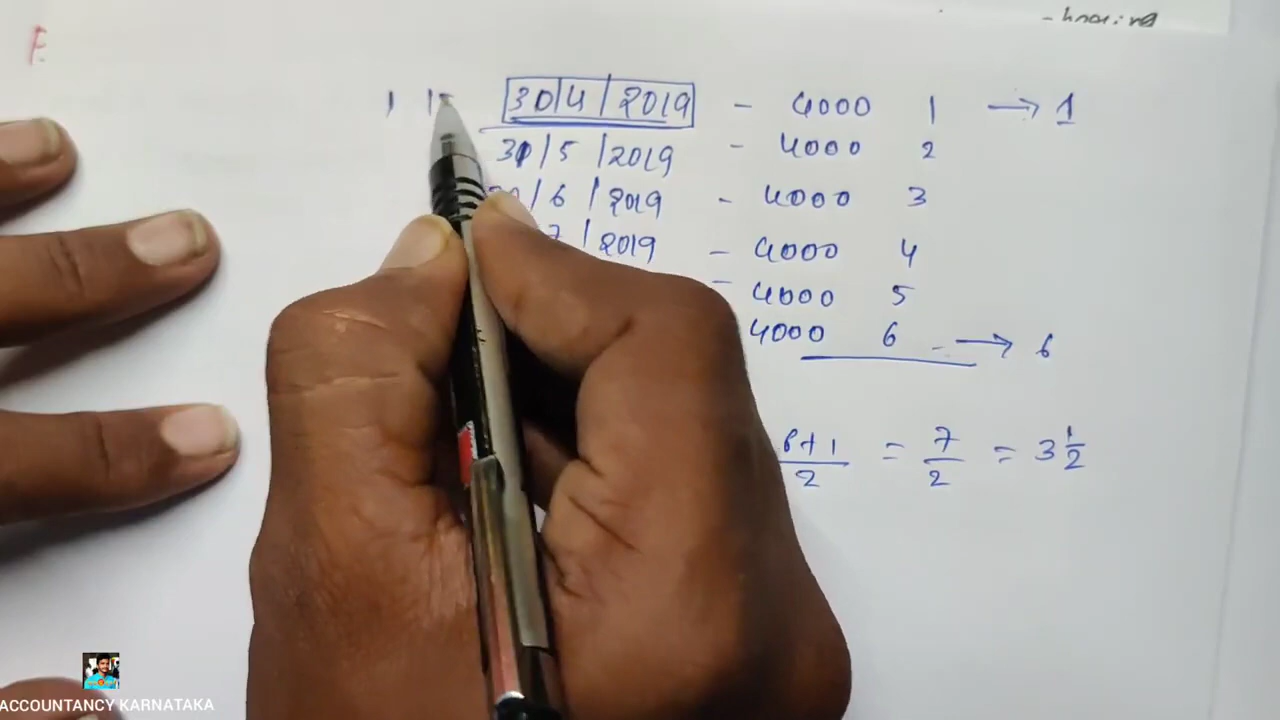 30/4/2019 - 4000 1 → 1
30/5/2019 - 4000 2
/6/2019 - 4000 3
7/2019 - 4000 4
- 4000 5
4000 6 → 6
6+1/2 = 7/2 = 3 1/2
ACCOUNTANCY KARNATAKA